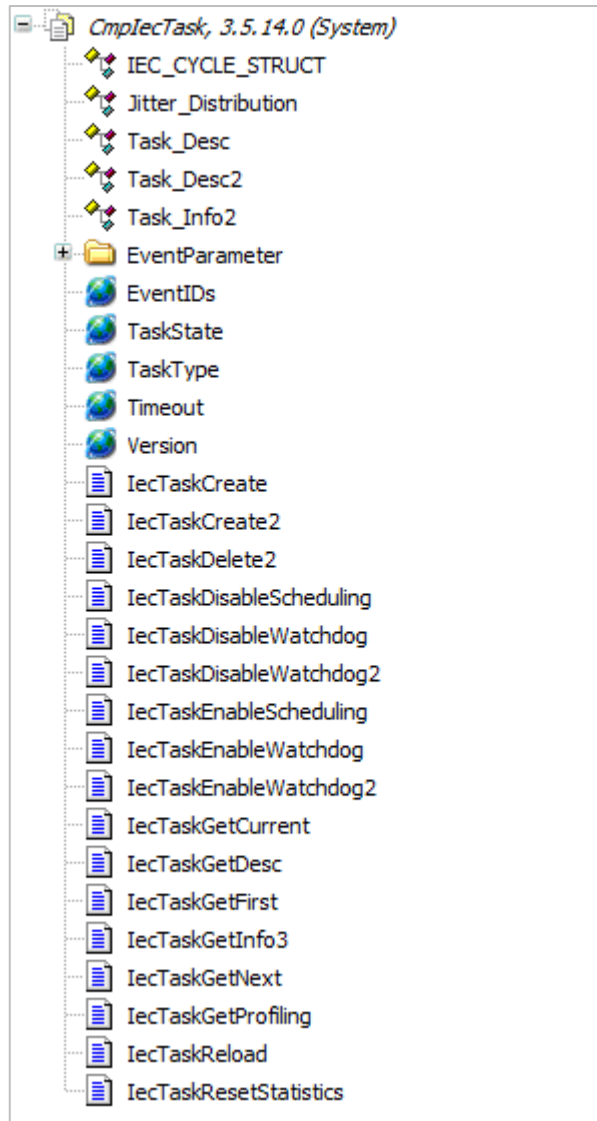 CmpIecTask, 3.5.14.0 (System)
IEC_CYCLE_STRUCT
Jitter_Distribution
Task_Desc
Task_Desc2
Task_Info2
EventParameter
EventIDs
TaskState
TaskType
Timeout
Version
IecTaskCreate
IecTaskCreate2
IecTaskDelete2
IecTaskDisableScheduling
IecTaskDisableWatchdog
IecTaskDisableWatchdog2
IecTaskEnableScheduling
IecTaskEnableWatchdog
IecTaskEnableWatchdog2
IecTaskGetCurrent
IecTaskGetDesc
IecTaskGetFirst
IecTaskGetInfo3
IecTaskGetNext
IecTaskGetProfiling
IecTaskReload
IecTaskResetStatistics